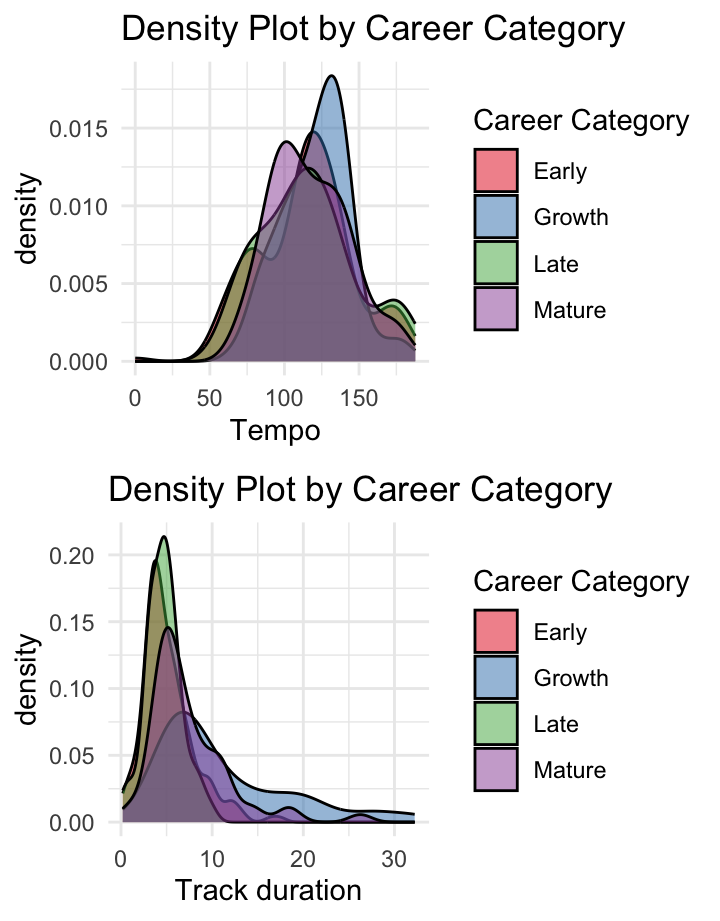 Density Plot by Career Category
density
0.015
0.010
0.005
0.000
0 50 100 150
Tempo
Career Category
Early
Growth
Late
Mature
Density Plot by Career Category
density
0.20
0.15
0.10
0.05
0.00
0 10 20 30
Track duration
Career Category
Early
Growth
Late
Mature